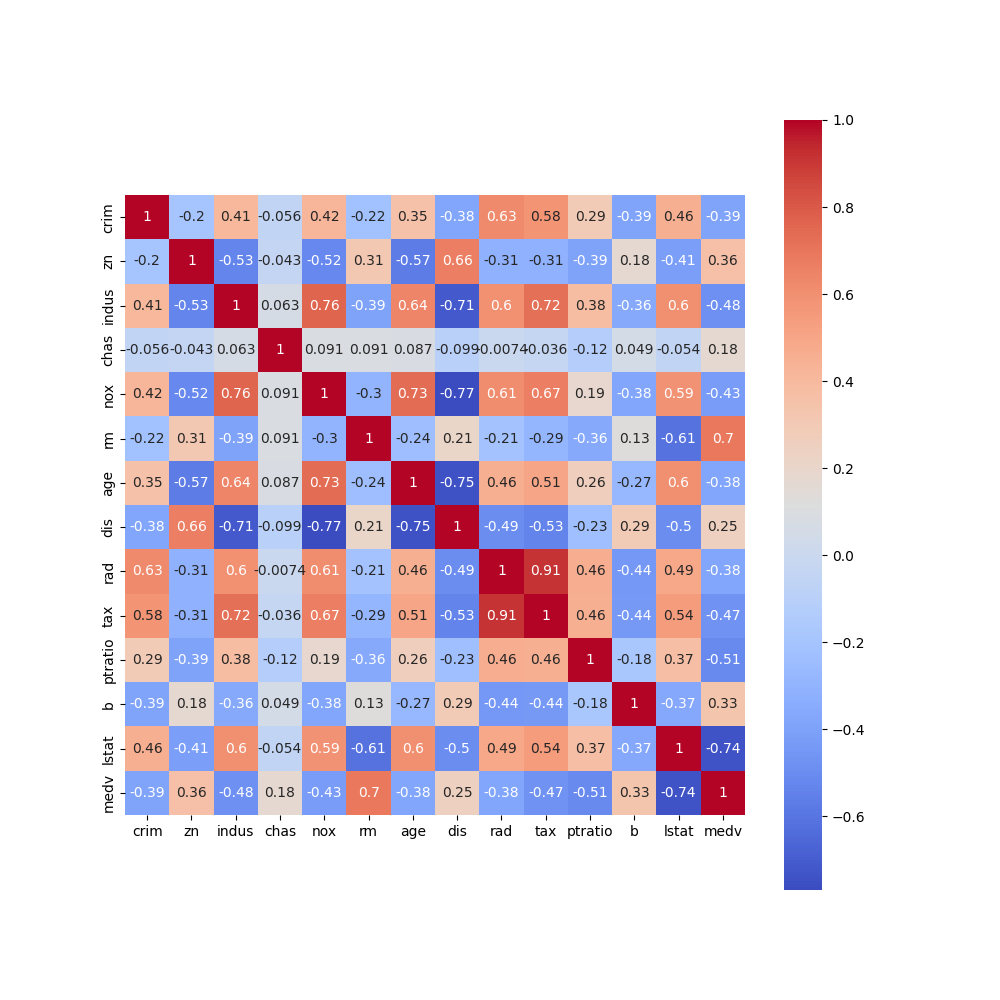 1.0
crim 1 -0.2 0.41 -0.056 0.42 -0.22 0.35 -0.38 0.63 0.58 0.29 -0.39 0.46 -0.39
0.8
zn -0.2 1 -0.53 -0.043 -0.52 0.31 -0.57 0.66 -0.31 -0.31 -0.39 0.18 -0.41 0.36
indus 0.41 -0.53 1 0.063 0.76 -0.39 0.64 -0.71 0.6 0.72 0.38 -0.36 0.6 -0.48
0.6
chas -0.056 -0.043 0.063 1 0.091 0.091 0.087 -0.099 -0.0074 -0.036 -0.12 0.049 -0.054 0.18
0.4
nox 0.42 -0.52 0.76 0.091 1 -0.3 0.73 -0.77 0.61 0.67 0.19 -0.38 0.59 -0.43
rm -0.22 0.31 -0.39 0.091 -0.3 1 -0.24 0.21 -0.21 -0.29 -0.36 0.13 -0.61 0.7
0.2
age 0.35 -0.57 0.64 0.087 0.73 -0.24 1 -0.75 0.46 0.51 0.26 -0.27 0.6 -0.38
dis -0.38 0.66 -0.71 -0.099 -0.77 0.21 -0.75 1 -0.49 -0.53 -0.23 0.29 -0.5 0.25
0.0
rad 0.63 -0.31 0.6 -0.0074 0.61 -0.21 0.46 -0.49 1 0.91 0.46 -0.44 0.49 -0.38
tax 0.58 -0.31 0.72 -0.036 0.67 -0.29 0.51 -0.53 0.91 1 0.46 -0.44 0.54 -0.47
−0.2
ptratio 0.29 -0.39 0.38 -0.12 0.19 -0.36 0.26 -0.23 0.46 0.46 1 -0.18 0.37 -0.51
b -0.39 0.18 -0.36 0.049 -0.38 0.13 -0.27 0.29 -0.44 -0.44 -0.18 1 -0.37 0.33
−0.4
lstat 0.46 -0.41 0.6 -0.054 0.59 -0.61 0.6 -0.5 0.49 0.54 0.37 -0.37 1 -0.74
medv -0.39 0.36 -0.48 0.18 -0.43 0.7 -0.38 0.25 -0.38 -0.47 -0.51 0.33 -0.74 1
−0.6
crim zn indus chas nox rm age dis rad tax ptratio b lstat medv